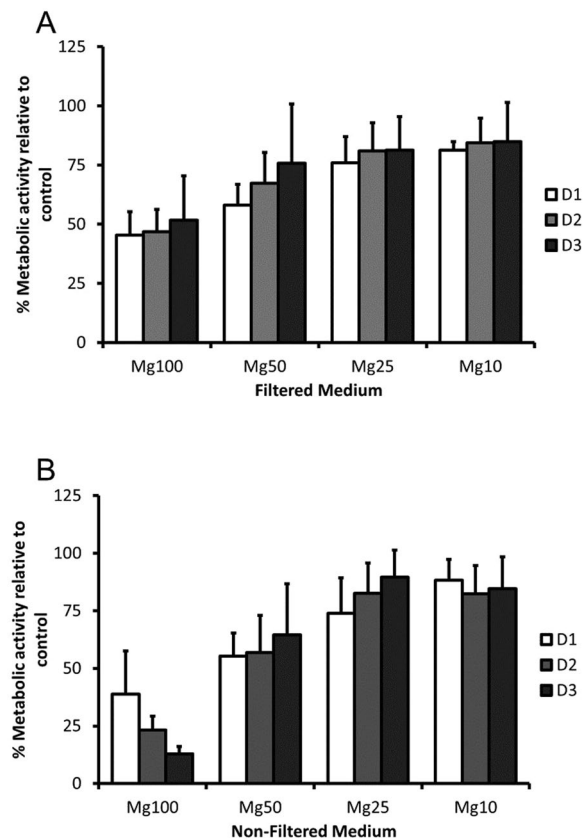 A
% Metabolic activity relative to
control
125
100
75
50
25
0
Mg100 Mg50 Mg25 Mg10
Filtered Medium
D1
D2
D3
B
% Metabolic activity relative to
control
125
100
75
50
25
0
Mg100 Mg50 Mg25 Mg10
Non-Filtered Medium
D1
D2
D3